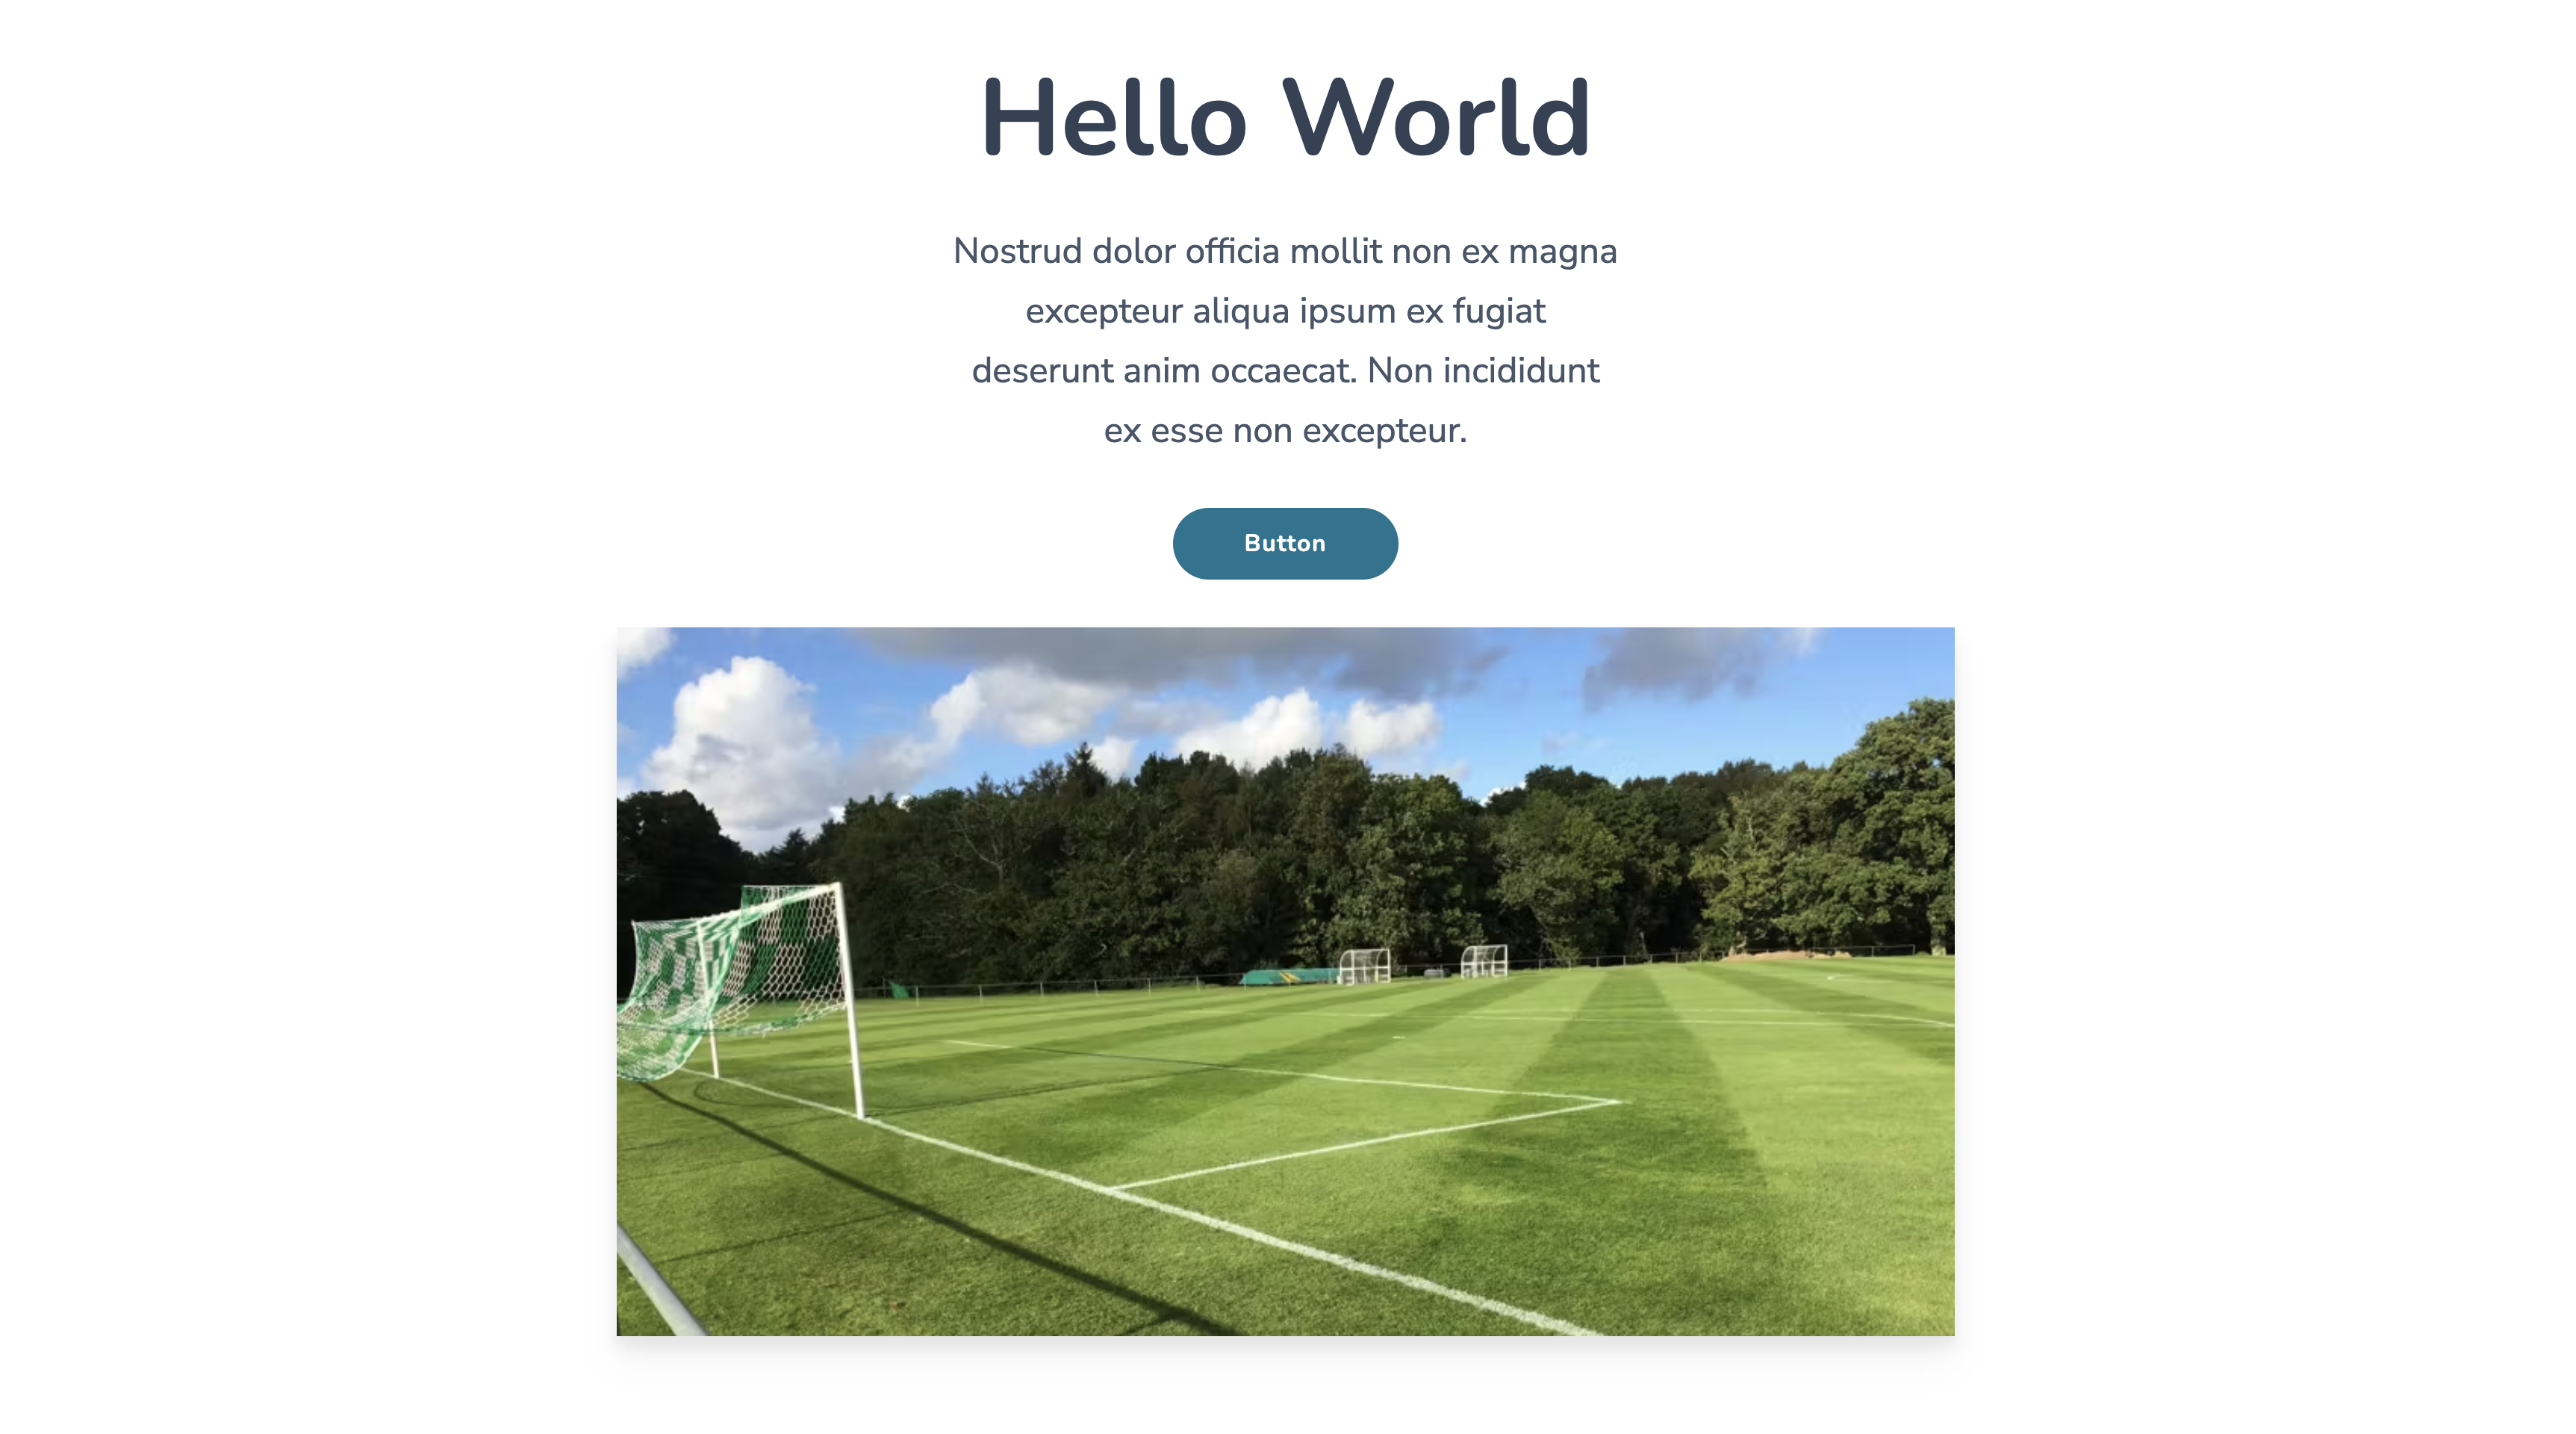 Hello World
Nostrud dolor officia mollit non ex magna
excepteur aliqua ipsum ex fugiat
deserunt anim occaecat. Non incididunt
ex esse non excepteur.
Button